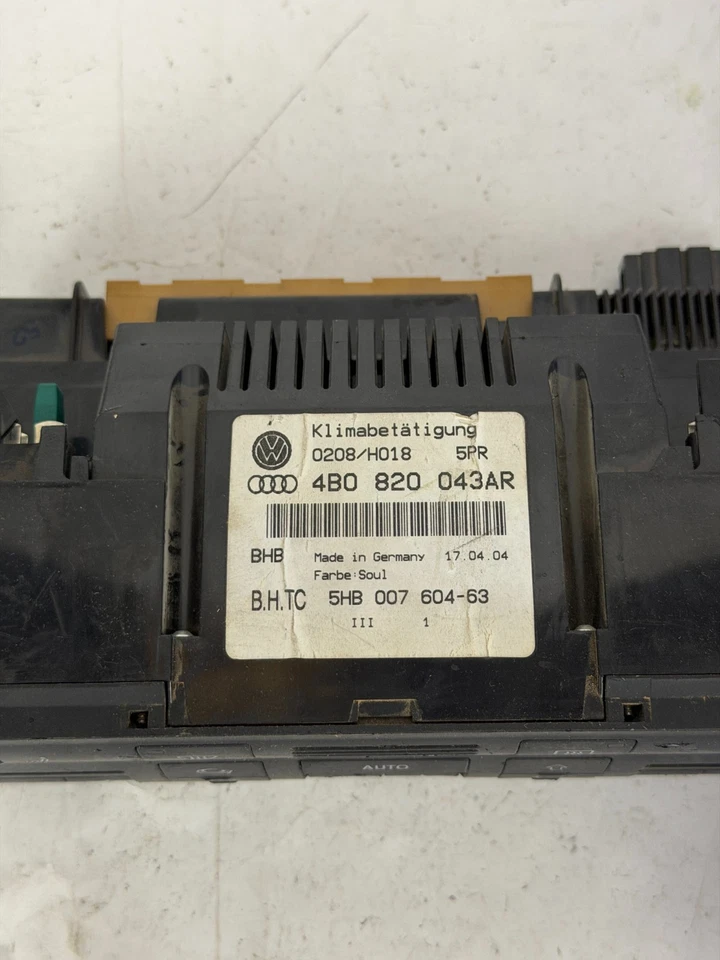 Klimabetätigung
0208/H018 5PR
4B0 820 043AR
BHB Made in Germany 17.04.04
Farbe:Soul
B.H.TC 5HB 007 604-63
III 1
AUTO